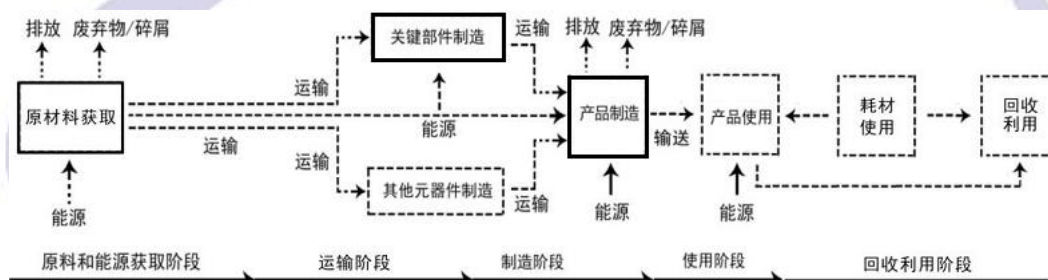 排放 废弃物/碎屑
原材料获取
能源
运输
运输
运输
关键部件制造
能源
其他元器件制造
运输
运输
排放 废弃物/碎屑
产品制造
能源
输送
产品使用
能源
耗材
使用
回收
利用
原料和能源获取阶段
运输阶段
制造阶段
使用阶段
回收利用阶段